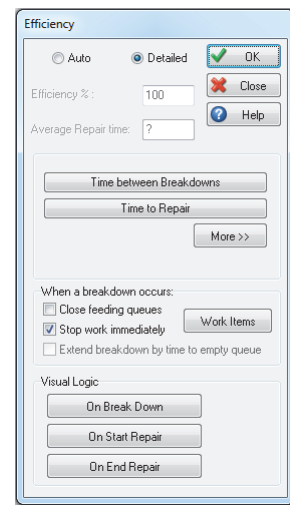 Efficiency
Auto Detailed OK
Efficiency % : 100 Close
Average Repair time: ? Help
Time between Breakdowns
Time to Repair
More >>
When a breakdown occurs:
Close feeding queues
Stop work immediately Work Items
Extend breakdown by time to empty queue
Visual Logic
On Break Down
On Start Repair
On End Repair